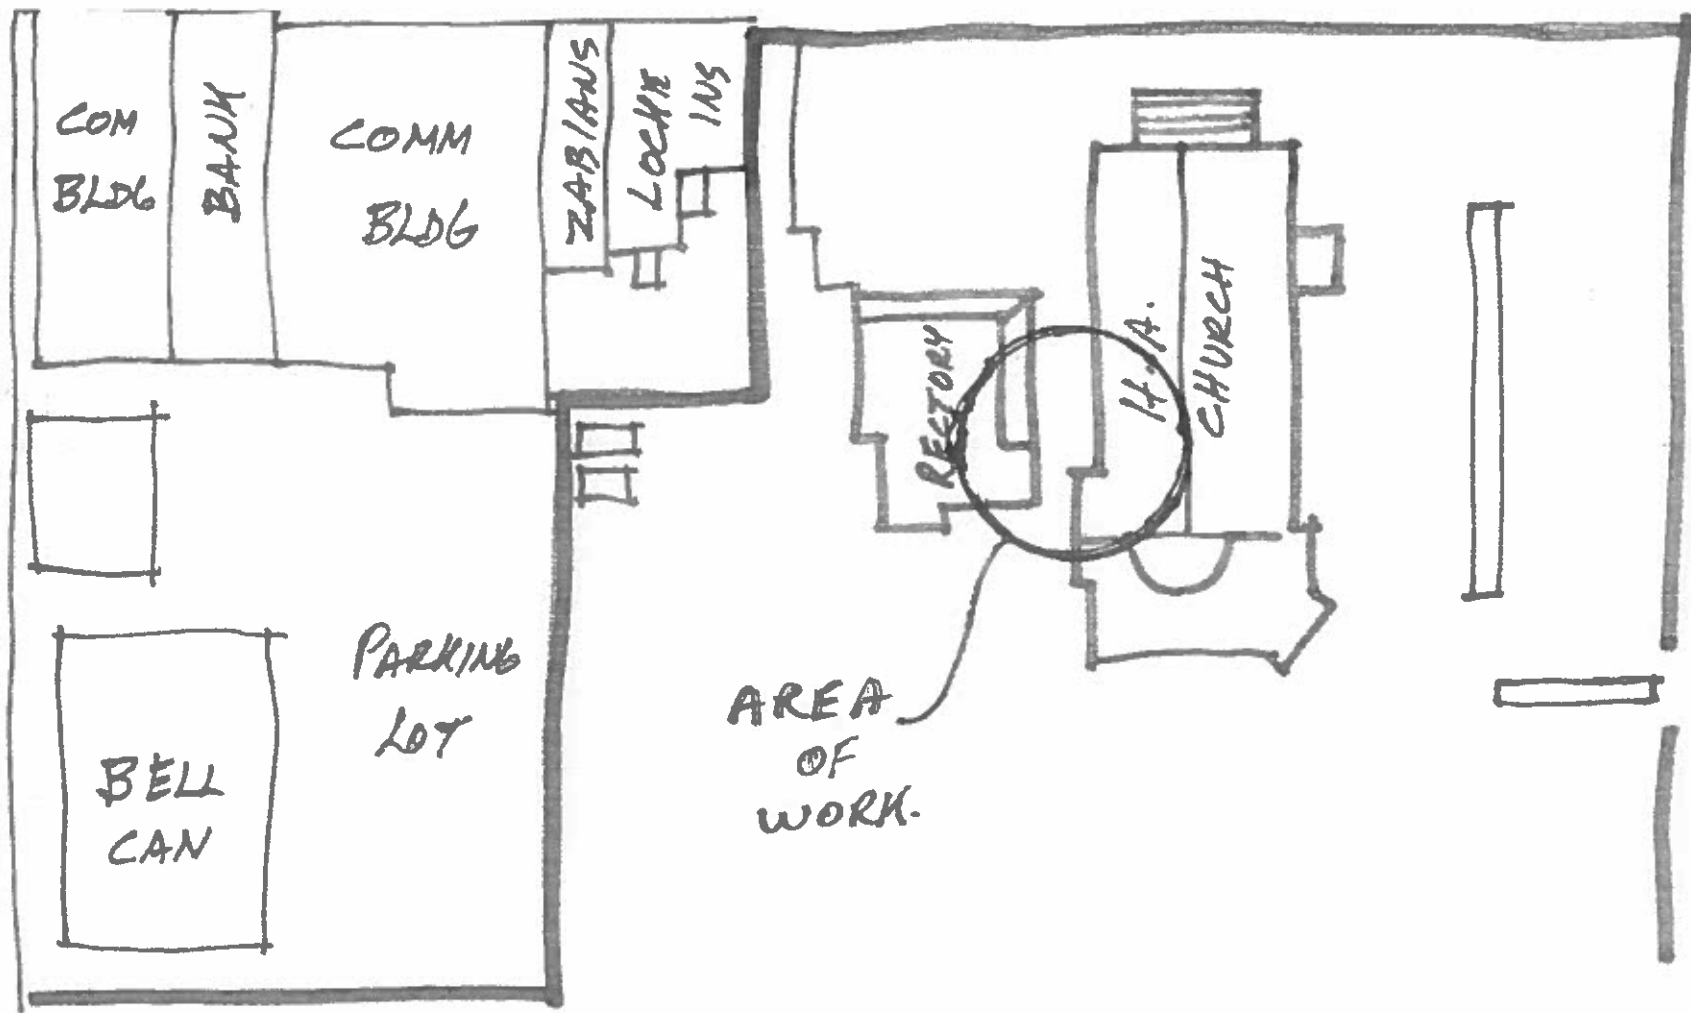 COM
BLDG
BANK
COMM
BLDG
ZABIANS
LOCKE
INS
RECTORY
H.A.
CHURCH
PARKING
LOT
BELL
CAN
AREA
OF
WORK.